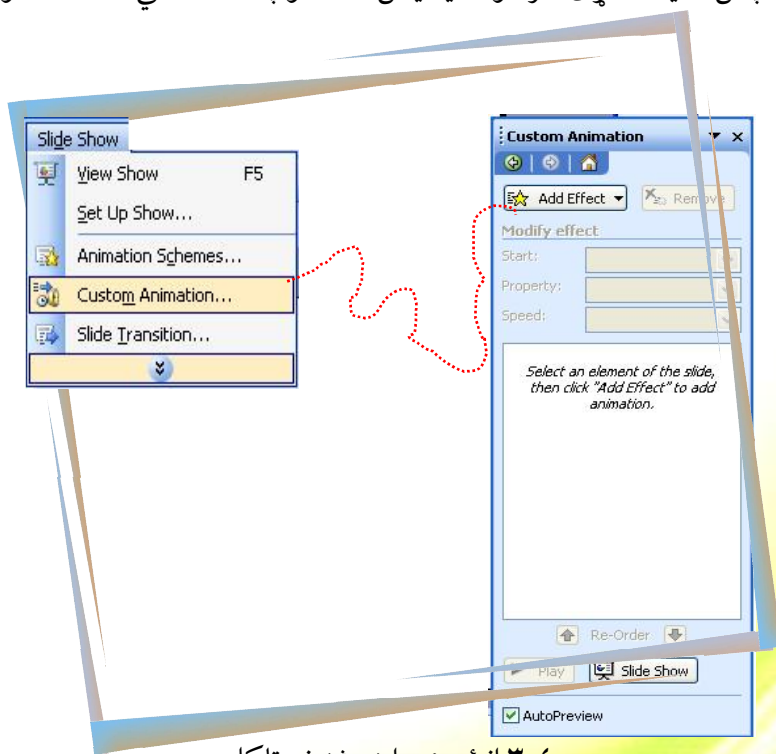 Slide Show
View Show F5
Set Up Show...
Animation Schemes...
Custom Animation...
Slide Transition...
Custom Animation
Add Effect
Remove
Modify effect
Start:
Property:
Speed:
Select an element of the slide,
then click "Add Effect" to add
animation.
Re-Order
Play
Slide Show
AutoPreview